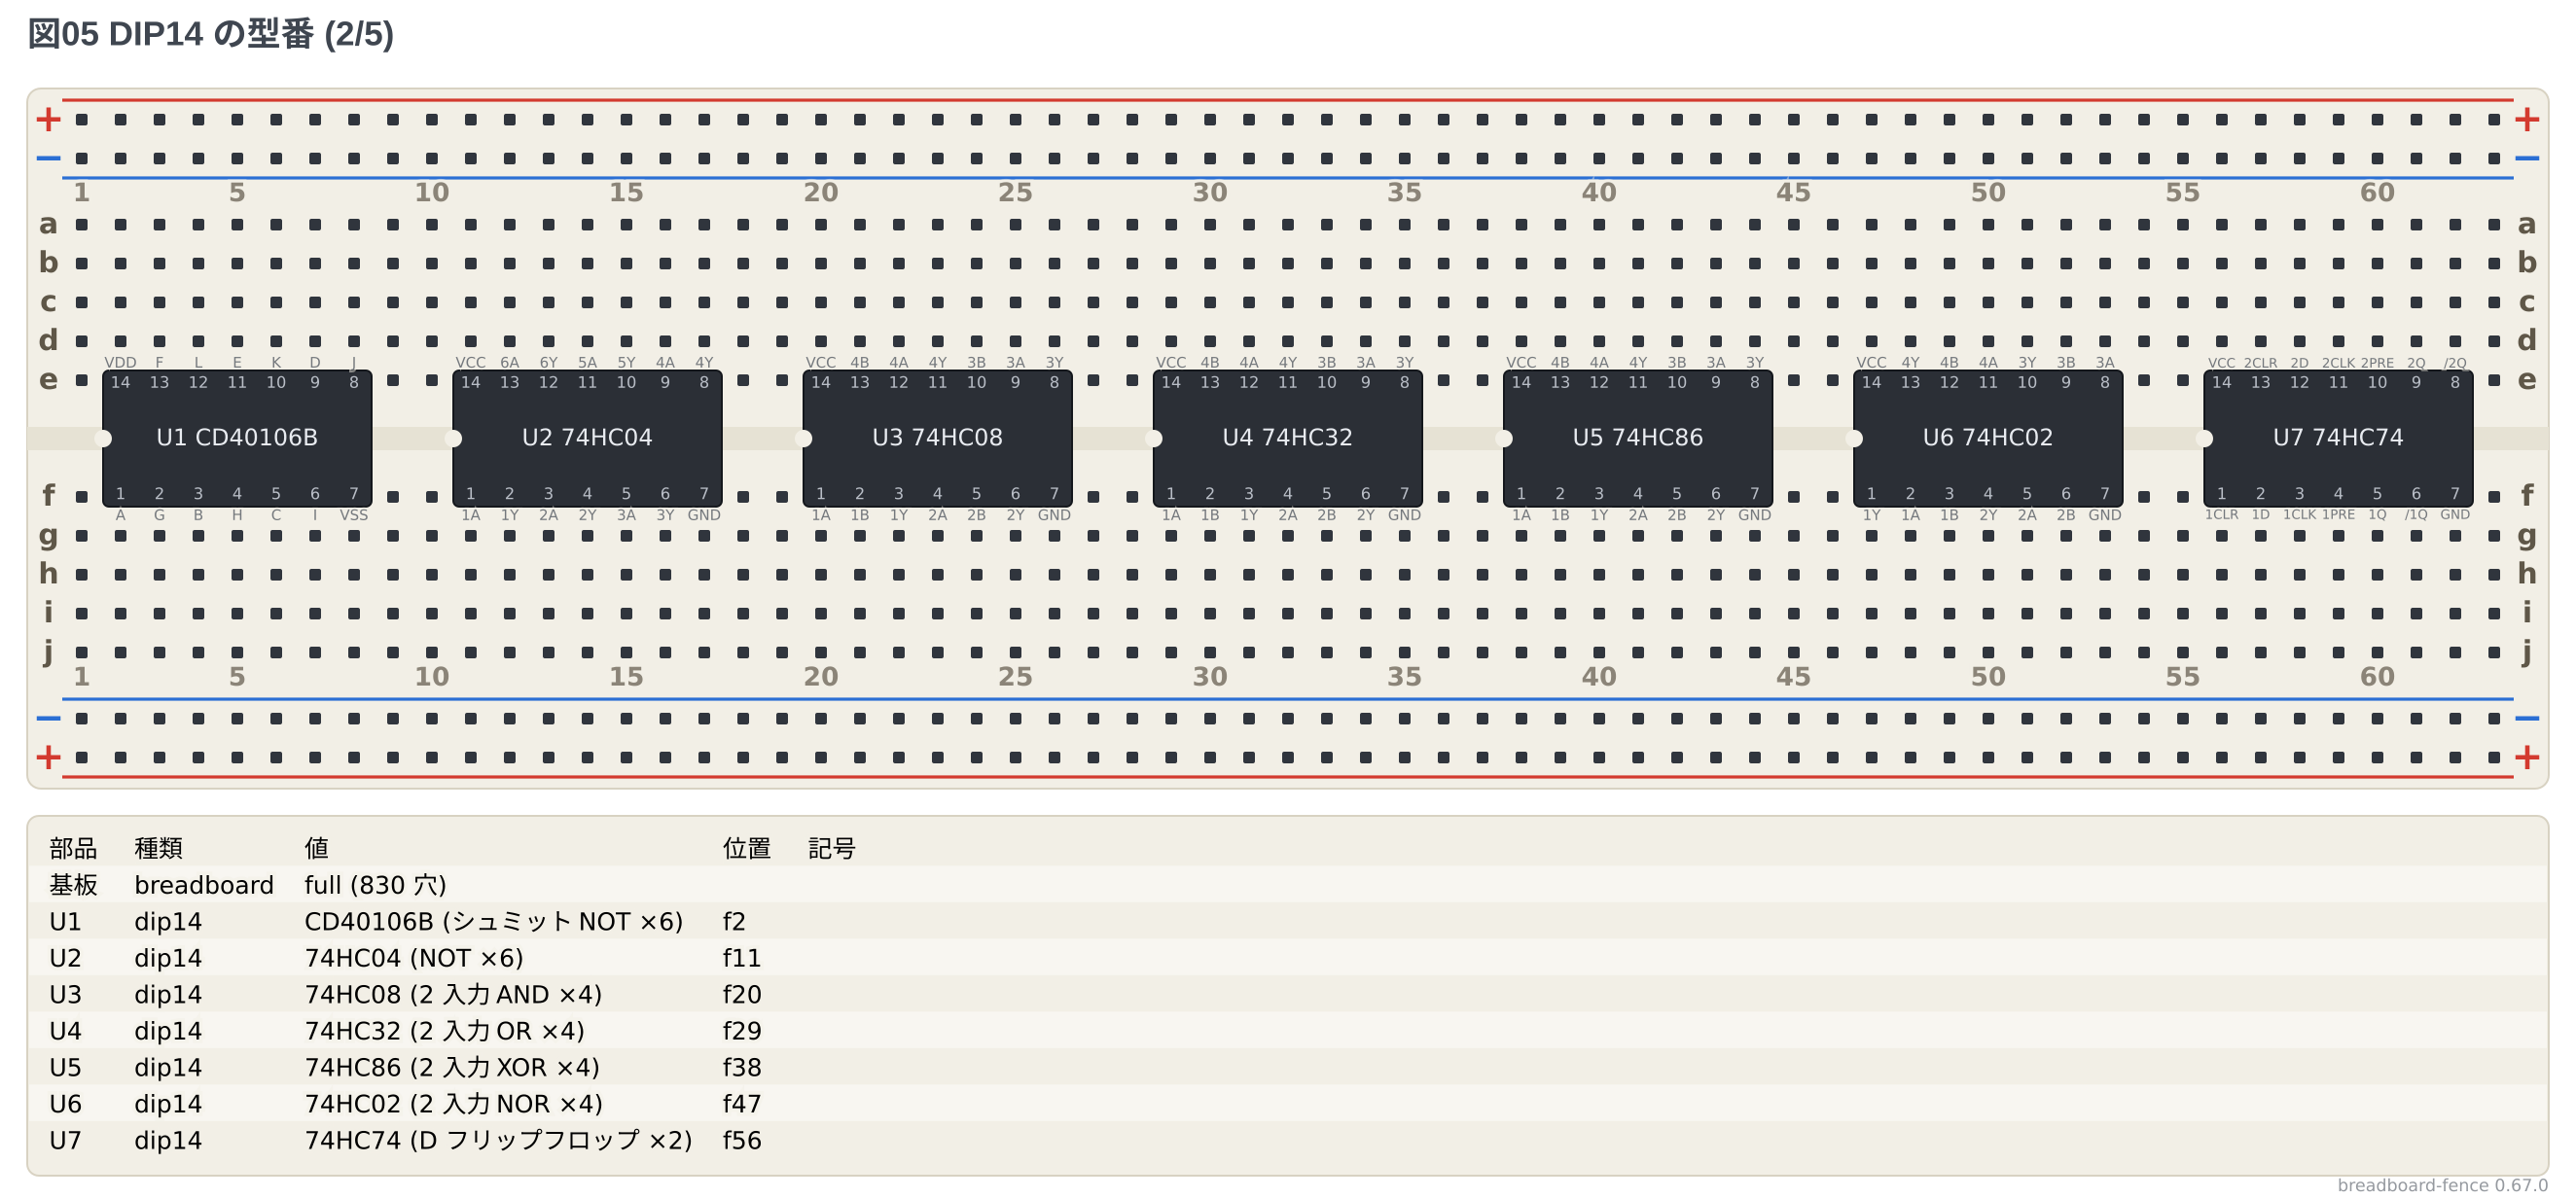 図05 DIP14 の型番 (2/5)
+ +
− −
1 5 10 15 20 25 30 35 40 45 50 55 60
a a
b b
c c
d d
VDD F L E K D J VCC 6A 6Y 5A 5Y 4A 4Y VCC 4B 4A 4Y 3B 3A 3Y VCC 4B 4A 4Y 3B 3A 3Y VCC 4B 4A 4Y 3B 3A 3Y VCC 4Y 4B 4A 3Y 3B 3A VCC 2CLR 2D 2CLK 2PRE 2Q /2Q
e 14 13 12 11 10 9 8 14 13 12 11 10 9 8 14 13 12 11 10 9 8 14 13 12 11 10 9 8 14 13 12 11 10 9 8 14 13 12 11 10 9 8 14 13 12 11 10 9 8 e
U1 CD40106B U2 74HC04 U3 74HC08 U4 74HC32 U5 74HC86 U6 74HC02 U7 74HC74
f 1 2 3 4 5 6 7 1 2 3 4 5 6 7 1 2 3 4 5 6 7 1 2 3 4 5 6 7 1 2 3 4 5 6 7 1 2 3 4 5 6 7 1 2 3 4 5 6 7 f
A G B H C I VSS 1A 1Y 2A 2Y 3A 3Y GND 1A 1B 1Y 2A 2B 2Y GND 1A 1B 1Y 2A 2B 2Y GND 1A 1B 1Y 2A 2B 2Y GND 1Y 1A 1B 2Y 2A 2B GND 1CLR 1D 1CLK 1PRE 1Q /1Q GND
g g
h h
i i
j j
1 5 10 15 20 25 30 35 40 45 50 55 60
− −
+ +
部品 種類 値 位置 記号
基板 breadboard full (830 穴)
U1 dip14 CD40106B (シュミット NOT ×6) f2
U2 dip14 74HC04 (NOT ×6) f11
U3 dip14 74HC08 (2 入力 AND ×4) f20
U4 dip14 74HC32 (2 入力 OR ×4) f29
U5 dip14 74HC86 (2 入力 XOR ×4) f38
U6 dip14 74HC02 (2 入力 NOR ×4) f47
U7 dip14 74HC74 (D フリップフロップ ×2) f56
breadboard-fence 0.67.0